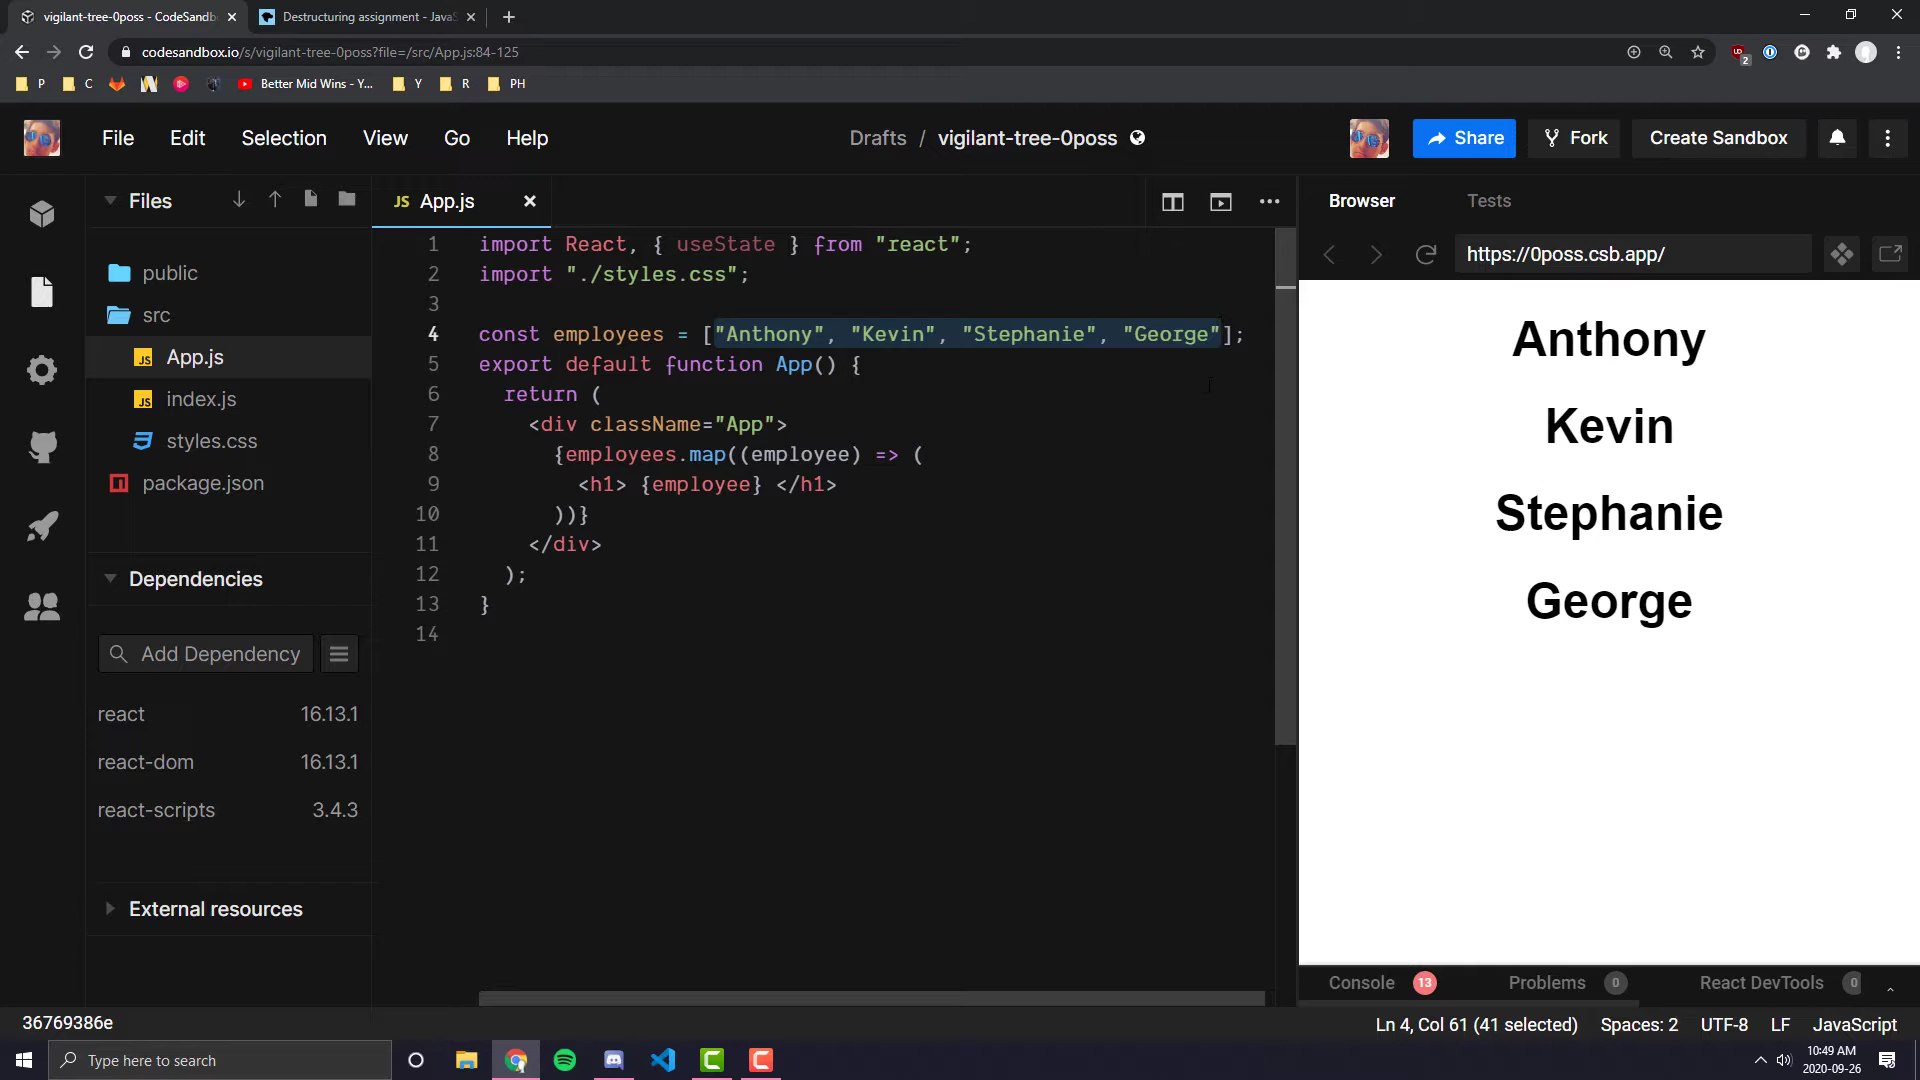 vigilant-tree-0poss - CodeSandb
Destructuring assignment - JavaS
codesandbox.io/s/vigilant-tree-0poss?file=/src/App.js:84-125
2
P
C
Better Mid Wins - Y...
Y
R
PH
File
Edit
Selection
View
Go
Help
Drafts / vigilant-tree-0poss
Share
Fork
Create Sandbox
Files
public
src
JS App.js
JS index.js
styles.css
package.json
Dependencies
Add Dependency
react 16.13.1
react-dom 16.13.1
react-scripts 3.4.3
External resources
JS App.js
1 import React, { useState } from "react";
2 import "./styles.css";
3
4 const employees = ["Anthony", "Kevin", "Stephanie", "George"];
5 export default function App() {
6 return (
7 <div className="App">
8 {employees.map((employee) => (
9 <h1> {employee} </h1>
10 ))}
11 </div>
12 );
13 }
14
Browser
Tests
https://0poss.csb.app/
Anthony
Kevin
Stephanie
George
Console 13
Problems 0
React DevTools 0
36769386e
Ln 4, Col 61 (41 selected)
Spaces: 2
UTF-8
LF
JavaScript
Type here to search
10:49 AM
2020-09-26